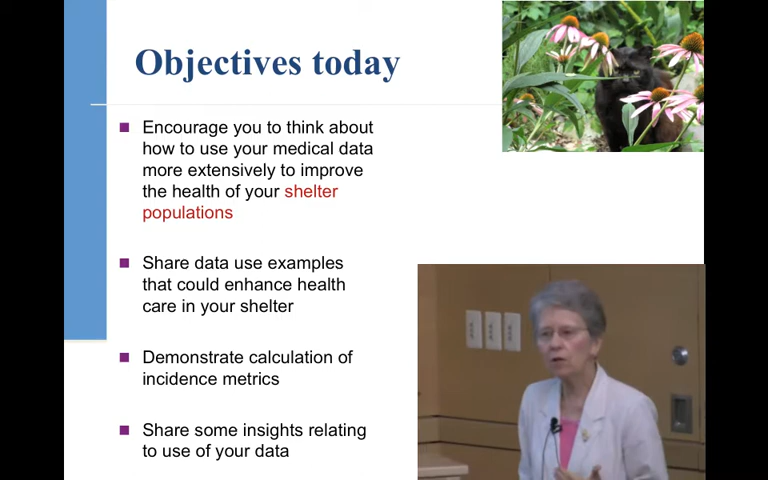 Objectives today
Encourage you to think about
how to use your medical data
more extensively to improve
the health of your shelter
populations
Share data use examples
that could enhance health
care in your shelter
Demonstrate calculation of
incidence metrics
Share some insights relating
to use of your data